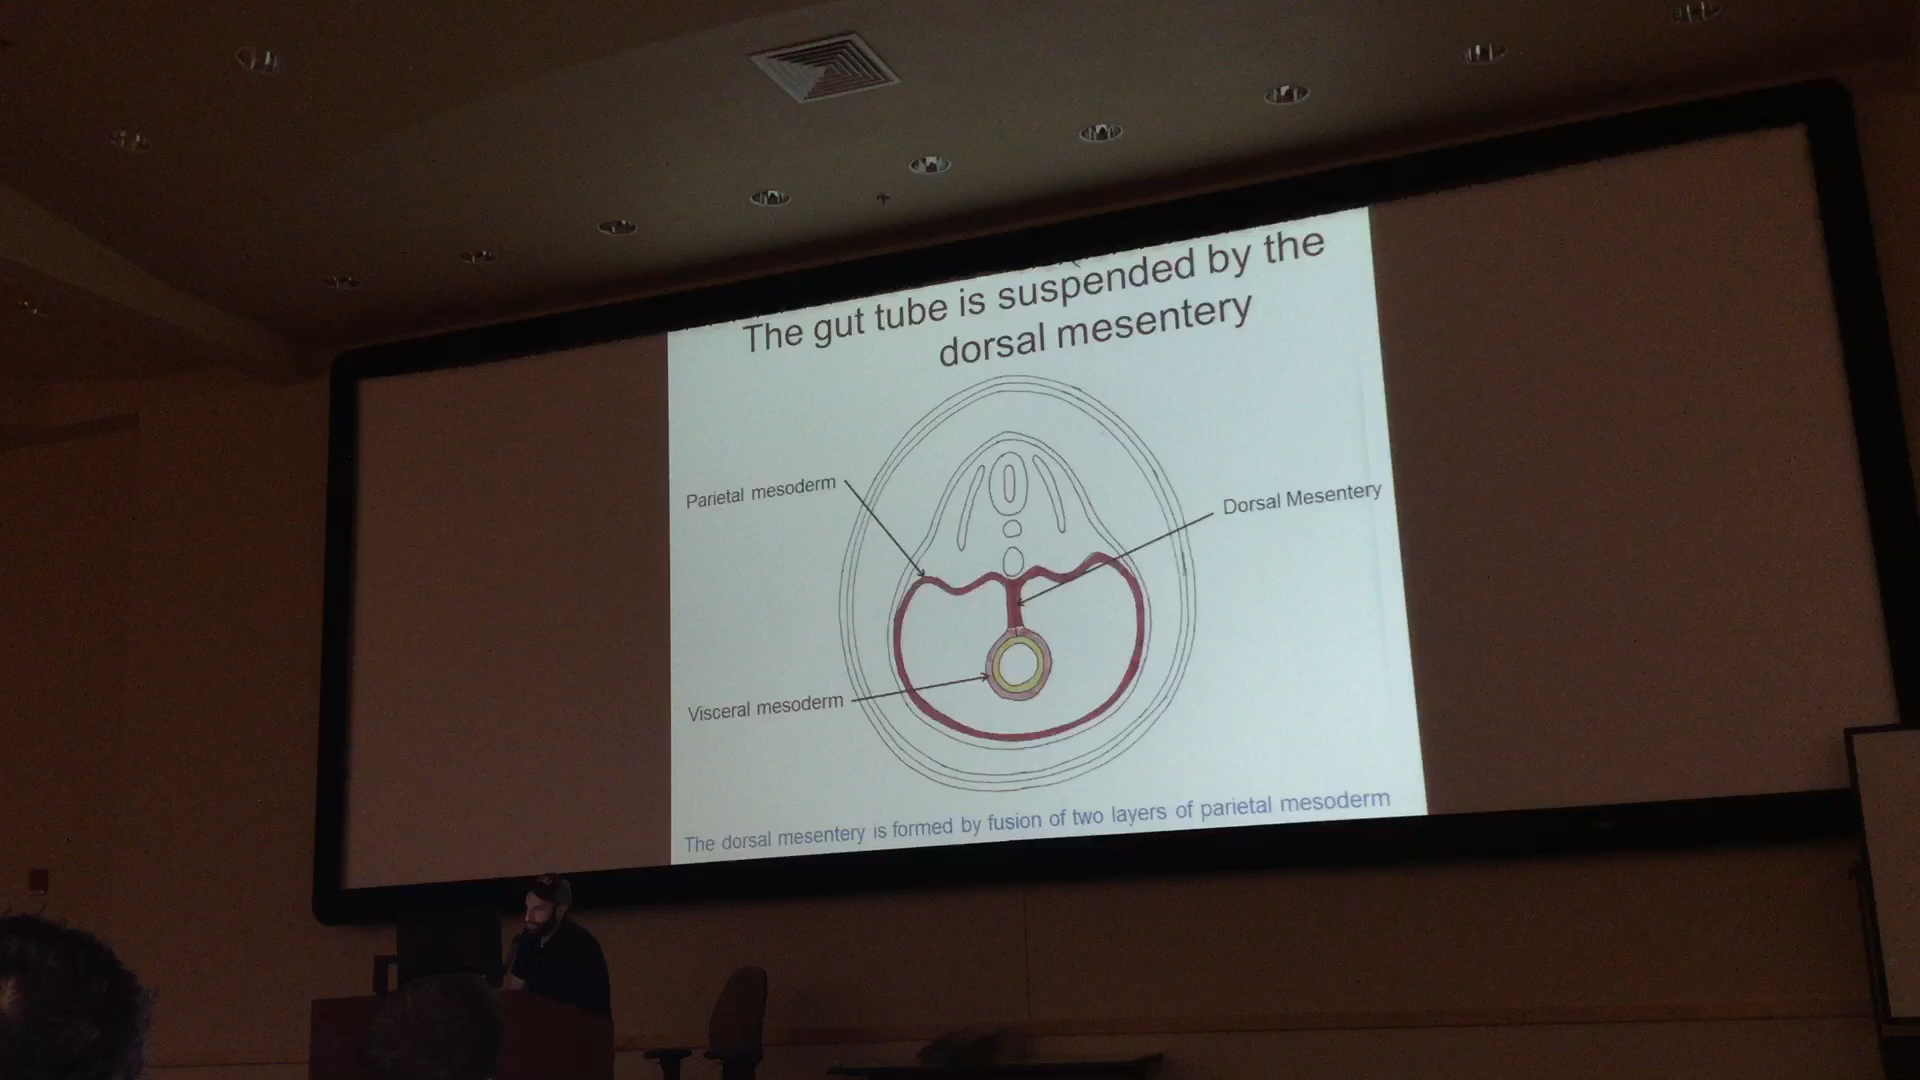 The gut tube is suspended by the
dorsal mesentery
Parietal mesoderm
Dorsal Mesentery
Visceral mesoderm
The dorsal mesentery is formed by fusion of two layers of parietal mesoderm